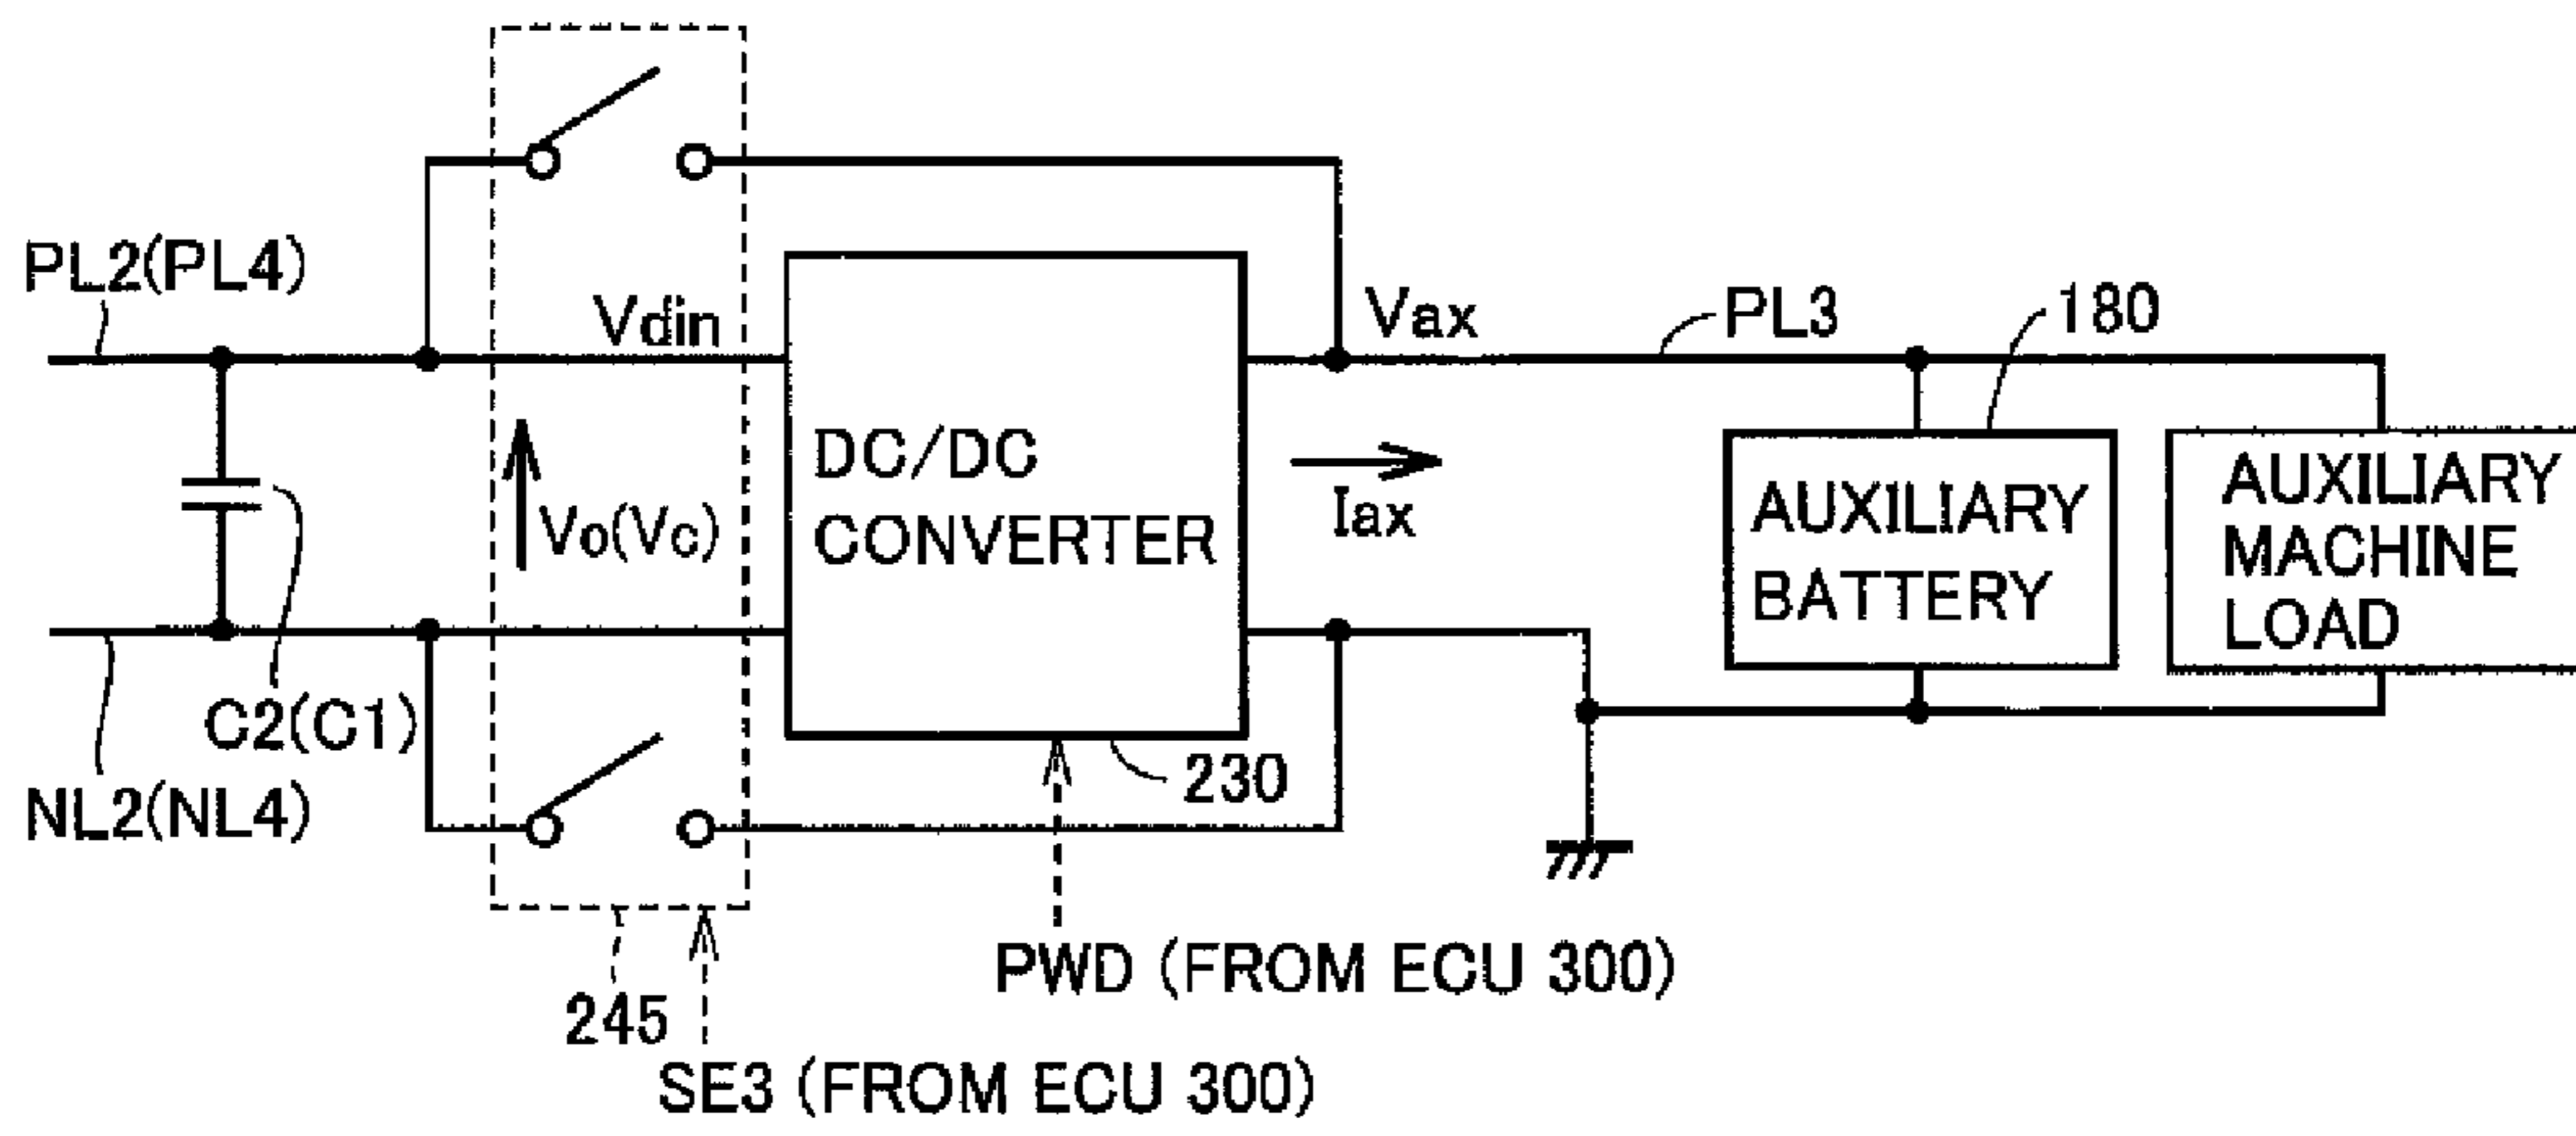 PL2(PL4)
Vdin
Vax
PL3
180
DC/DC
CONVERTER
V0(VC)
Iax
AUXILIARY
BATTERY
AUXILIARY
MACHINE
LOAD
C2(C1)
NL2(NL4)
230
245
PWD (FROM ECU 300)
SE3 (FROM ECU 300)